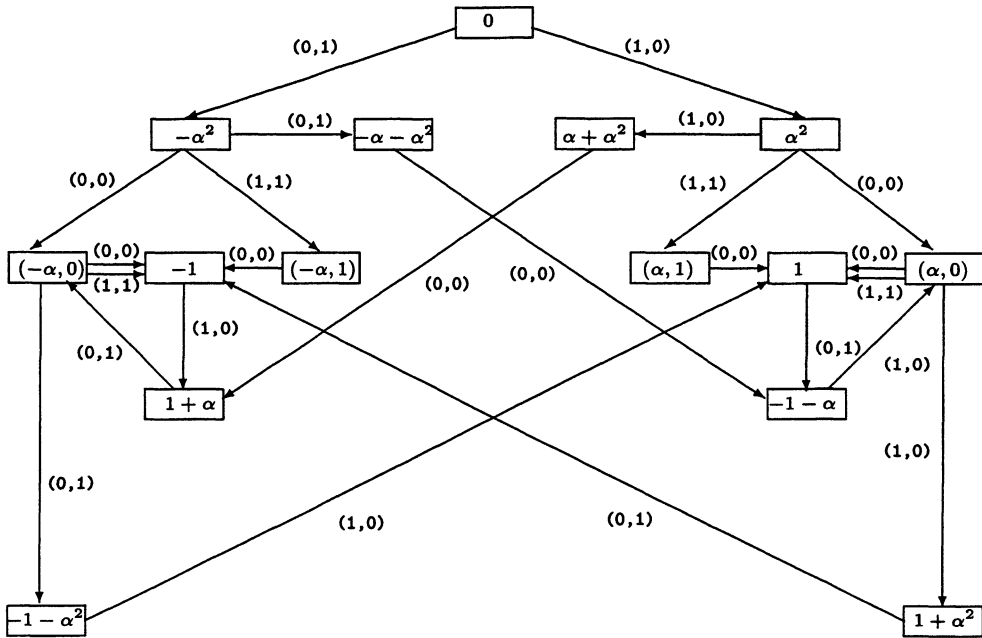 0
(0,1)
(1,0)
−α²
(0,1)
−α − α²
α + α²
(1,0)
α²
(0,0)
(1,1)
(1,1)
(0,0)
(−α, 0)
(0,0)
(1,1)
−1
(0,0)
(−α, 1)
(0,0)
(0,0)
(α, 1)
(0,0)
1
(0,0)
(1,1)
(α, 0)
(0,1)
(1,0)
(0,1)
(1,0)
1 + α
−1 − α
(0,1)
(1,0)
(1,0)
(0,1)
−1 − α²
1 + α²